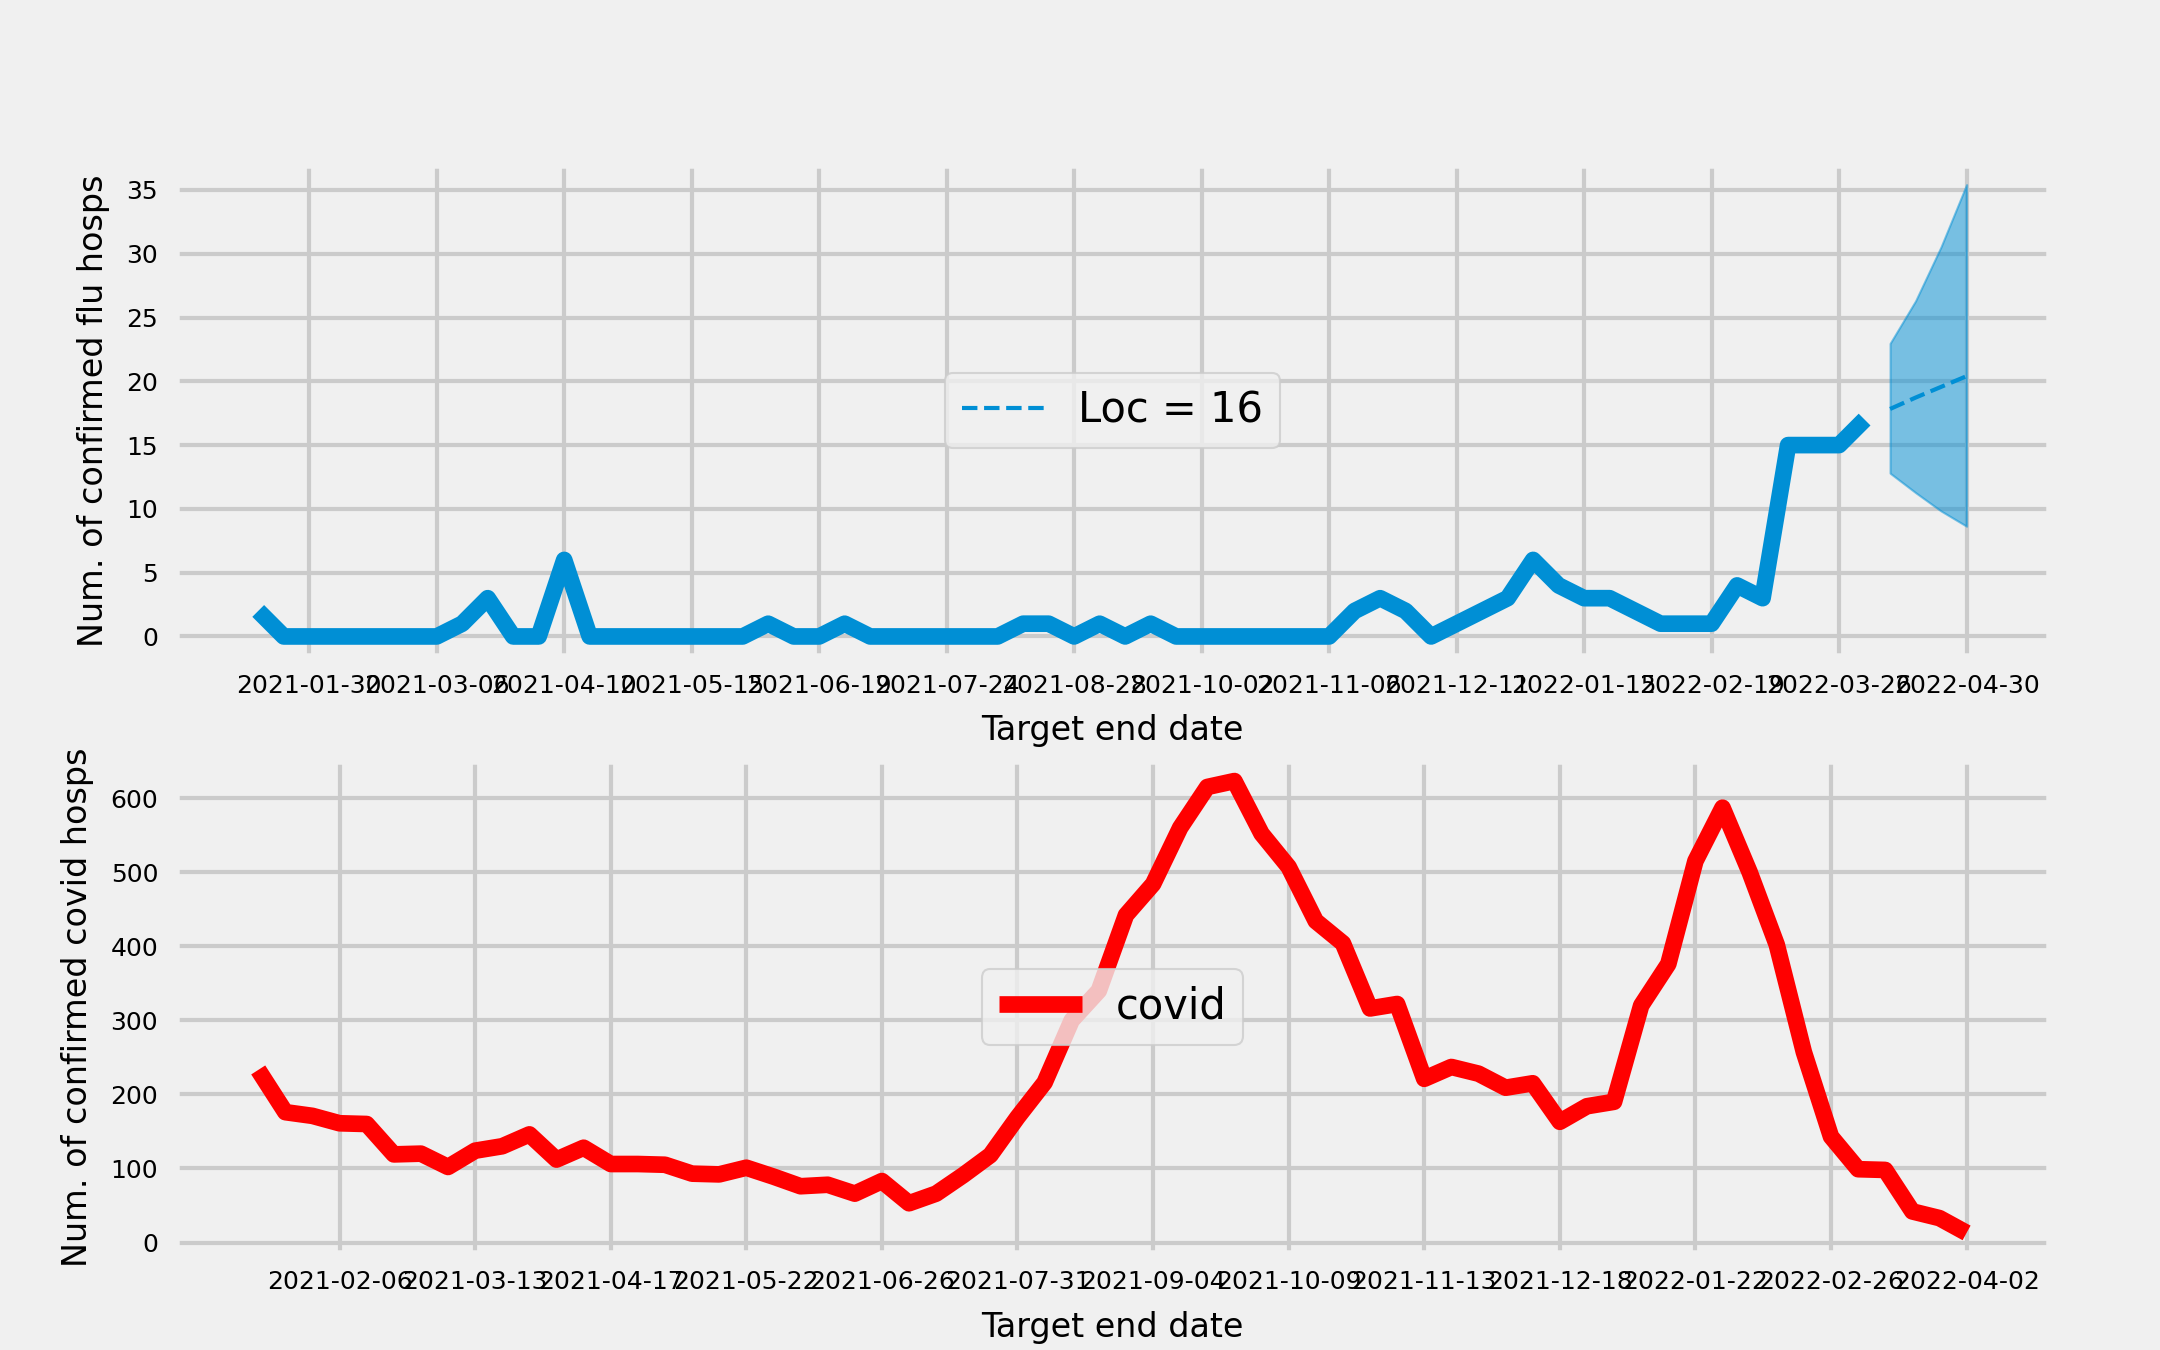 Num. of confirmed flu hosps
35
30
25
20
15
10
5
0
Loc = 16
2021-01-30 2021-03-06 2021-04-10 2021-05-15 2021-06-19 2021-07-24 2021-08-28 2021-10-02 2021-11-06 2021-12-11 2022-01-15 2022-02-19 2022-03-26 2022-04-30
Target end date
Num. of confirmed covid hosps
600
500
400
300
200
100
0
covid
2021-02-06 2021-03-13 2021-04-17 2021-05-22 2021-06-26 2021-07-31 2021-09-04 2021-10-09 2021-11-13 2021-12-18 2022-01-22 2022-02-26 2022-04-02
Target end date